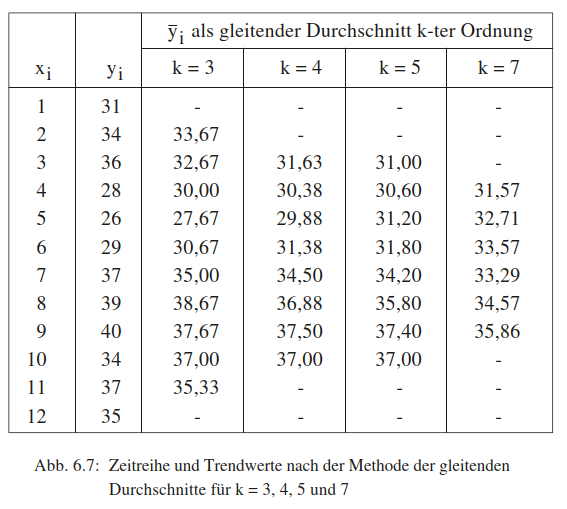 ȳi als gleitender Durchschnitt k-ter Ordnung
xi yi k = 3 k = 4 k = 5 k = 7
1 31 - - - -
2 34 33,67 - - -
3 36 32,67 31,63 31,00 -
4 28 30,00 30,38 30,60 31,57
5 26 27,67 29,88 31,20 32,71
6 29 30,67 31,38 31,80 33,57
7 37 35,00 34,50 34,20 33,29
8 39 38,67 36,88 35,80 34,57
9 40 37,67 37,50 37,40 35,86
10 34 37,00 37,00 37,00 -
11 37 35,33 - - -
12 35 - - - -
Abb. 6.7: Zeitreihe und Trendwerte nach der Methode der gleitenden
Durchschnitte für k = 3, 4, 5 und 7